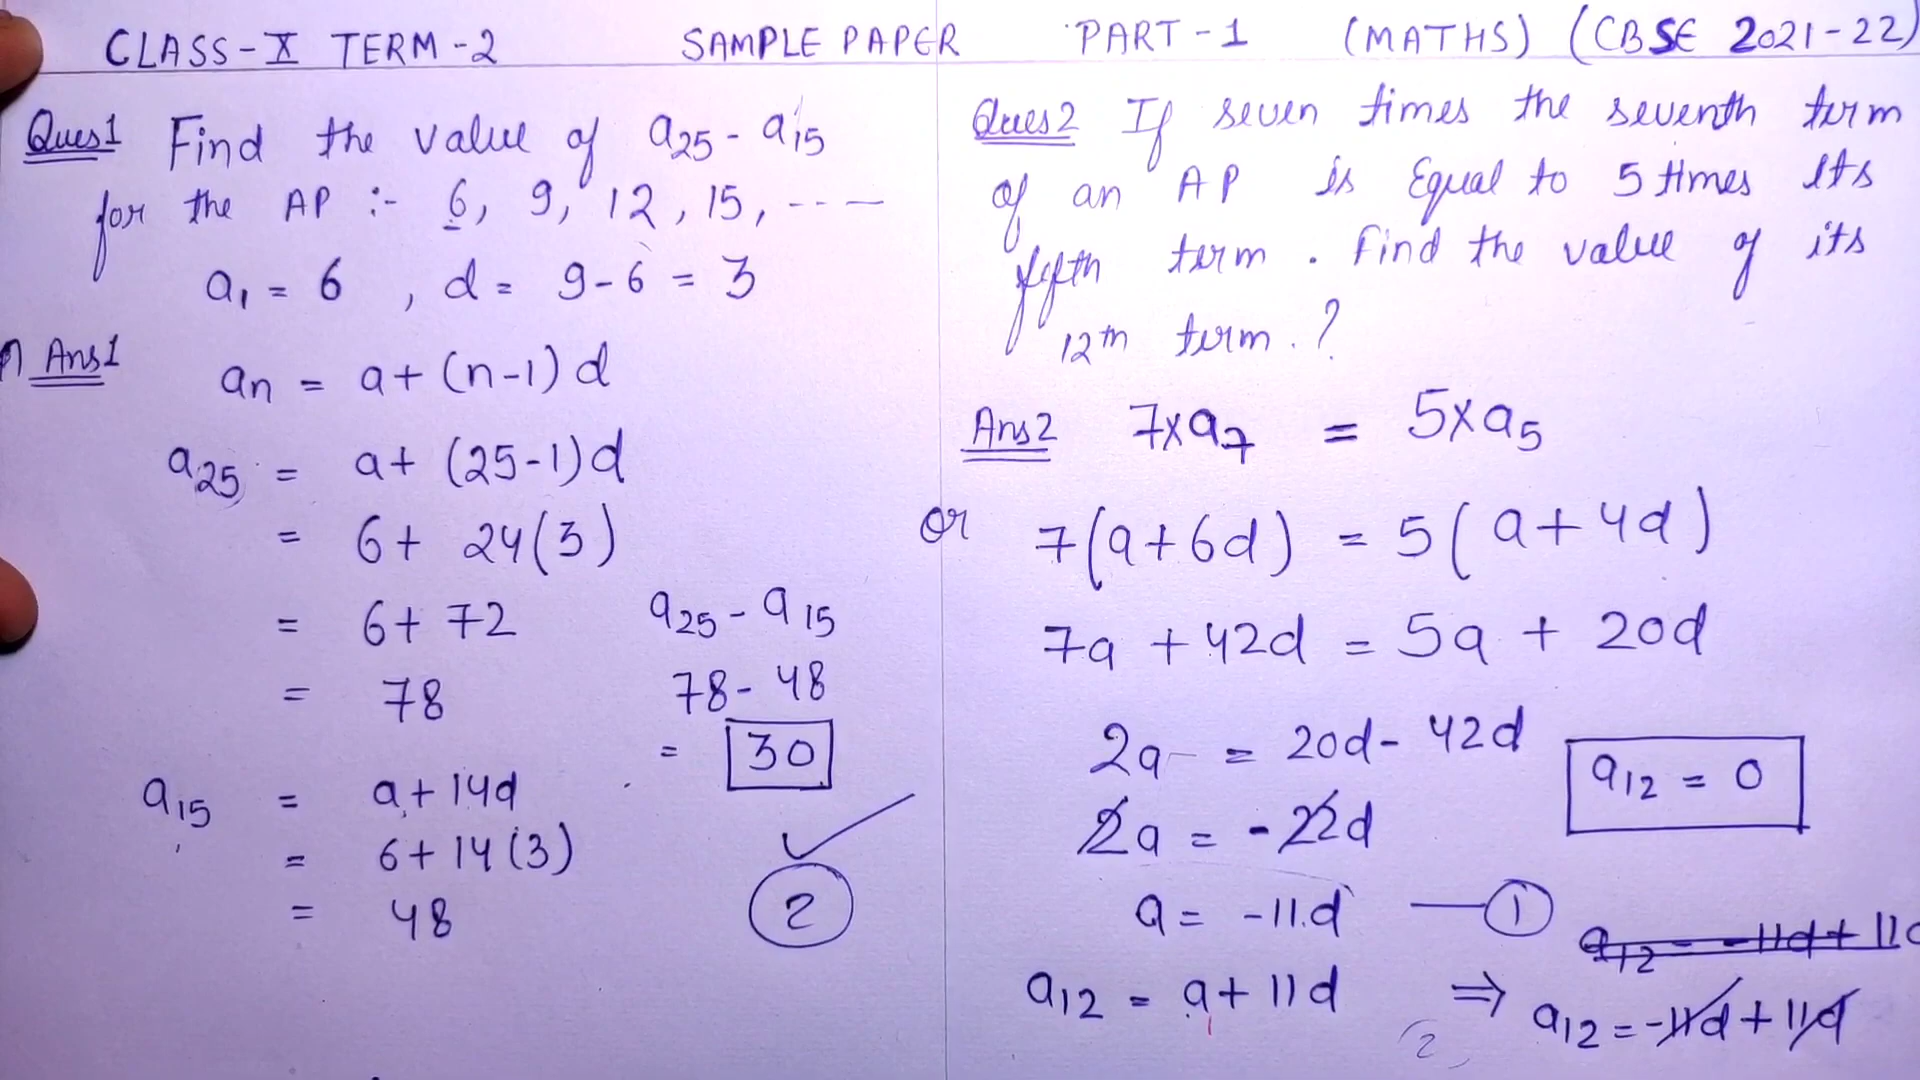 CLASS-X TERM-2 SAMPLE PAPER PART-1 (MATHS) (CBSE 2021-22)
Ques1 Find the value of a25 - a15
for the AP :- 6, 9, 12, 15, ----
a1 = 6 , d = 9-6 = 3
Ans1
an = a+(n-1)d
a25 = a+ (25-1)d
= 6+ 24(3)
= 6+ 72
= 78
a15 = a+14d
= 6+14(3)
= 48
a25 - a15
78 - 48
= 30
2
Ques2 If seven times the seventh term
of an AP is Equal to 5 times its
fifth term. Find the value of its
12th term.?
Ans2 7xa7 = 5xa5
or 7(a+6d) = 5(a+4d)
7a +42d = 5a + 20d
2a = 20d - 42d
2a = -22d
a = -11d — 1
a12 = a+ 11d ⇒ a12 = -11d + 11d
a12 = 0
2